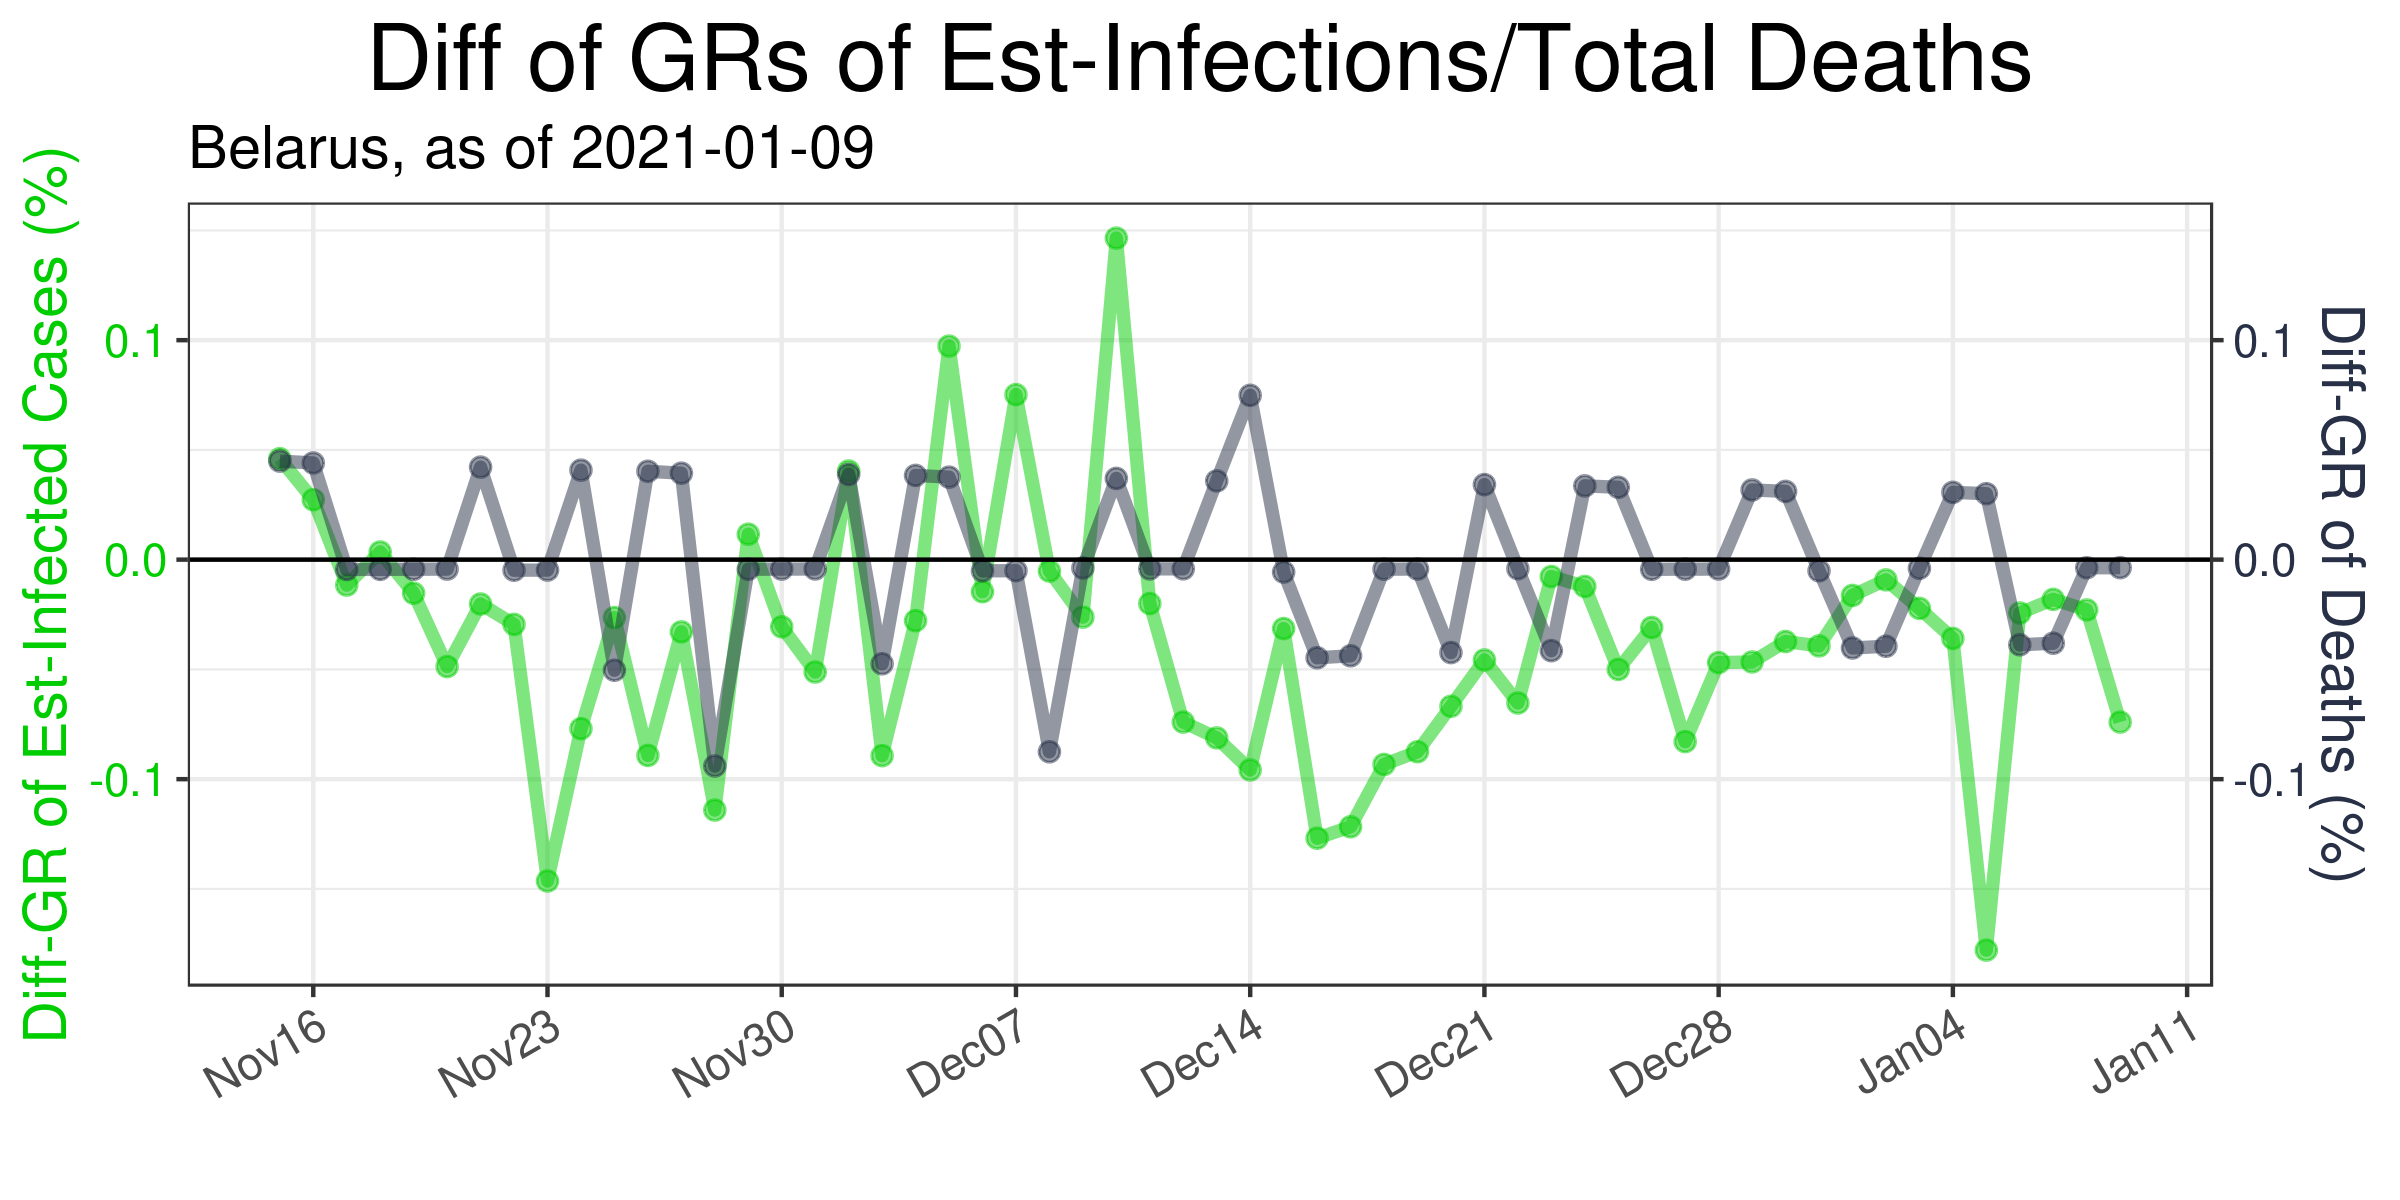 Diff of GRs of Est-Infections/Total Deaths
Belarus, as of 2021-01-09
Diff-GR of Est-Infected Cases (%)
0.1
0.0
-0.1
0.1
0.0
-0.1
Diff-GR of Deaths (%)
Nov16
Nov23
Nov30
Dec07
Dec14
Dec21
Dec28
Jan04
Jan11